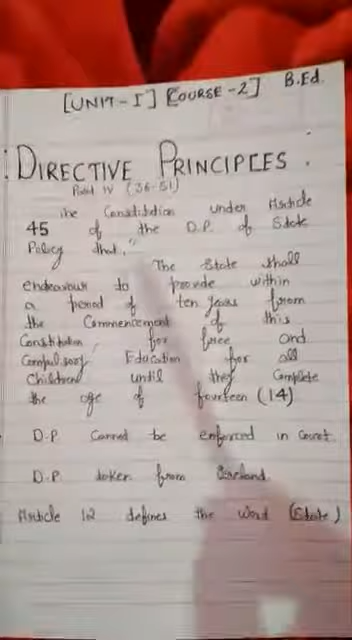 [UNIT-I] [COURSE-2] B.Ed.
: DIRECTIVE PRINCIPLES :
Part IV (36-51)
The Constitution under Article
45 of the D.P. of State
Policy that, "
The State shall
endeavour to provide within
a period of ten years from
the Commencement of this
Constitution, for free and
Compulsory Education for all
Children until they Complete
the age of fourteen (14)
D.P. Cannot be enforced in Court.
D.P. taken from Ireland.
Article 12 defines the word (State)